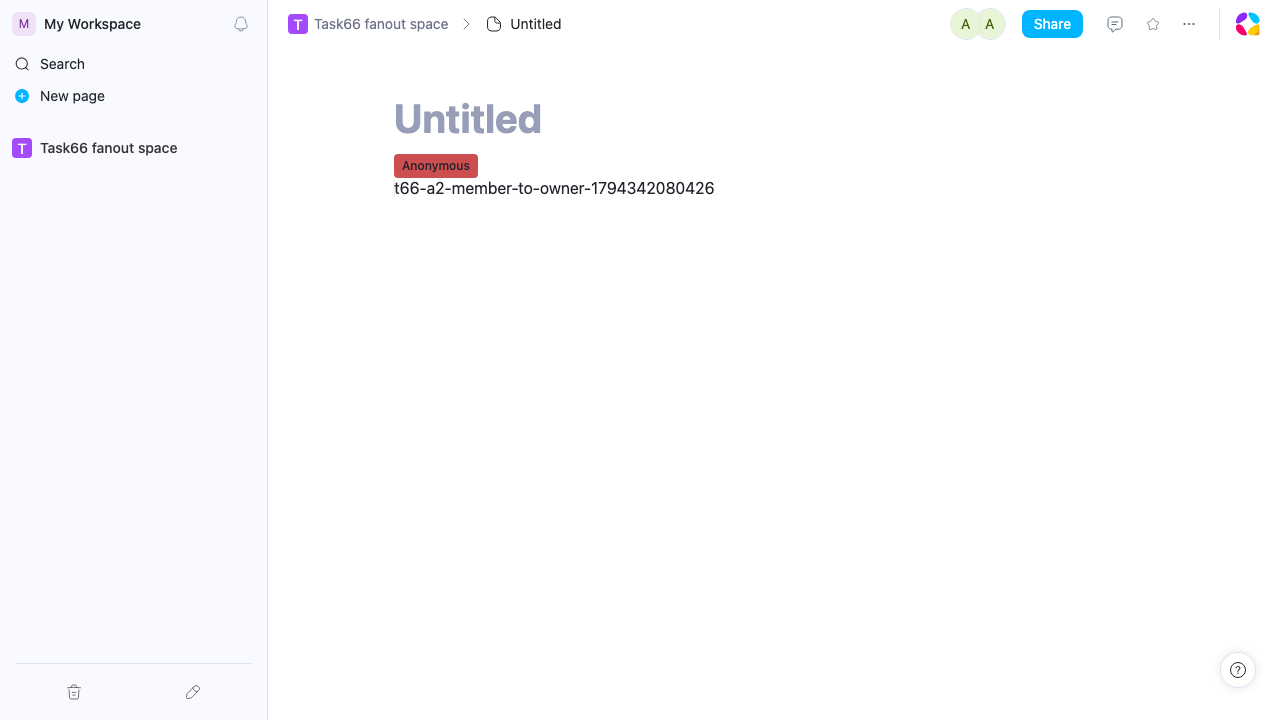 M My Workspace
Search
New page
T Task66 fanout space
T Task66 fanout space > Untitled
A A Share
Untitled
Anonymous
t66-a2-member-to-owner-1794342080426
?